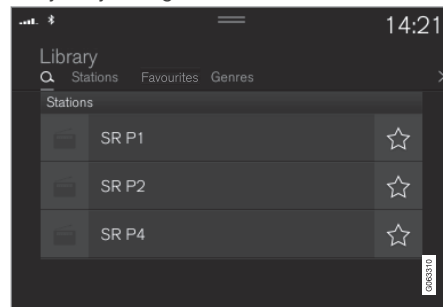 14:21
Library
Stations Favourites Genres
Stations
SR P1
SR P2
SR P4
G063310